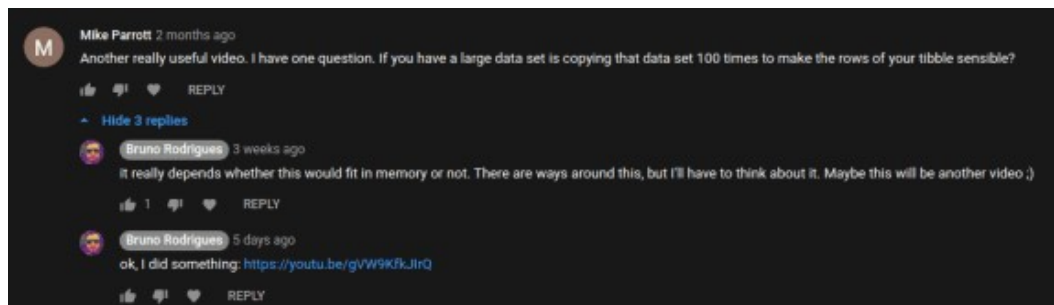 M
Mike Parrott 2 months ago
Another really useful video. I have one question. If you have a large data set is copying that data set 100 times to make the rows of your tibble sensible?
REPLY
Hide 3 replies
Bruno Rodrigues 3 weeks ago
it really depends whether this would fit in memory or not. There are ways around this, but I'll have to think about it. Maybe this will be another video ;)
1 REPLY
Bruno Rodrigues 5 days ago
ok, I did something: https://youtu.be/gVW9KfkJIrQ
REPLY